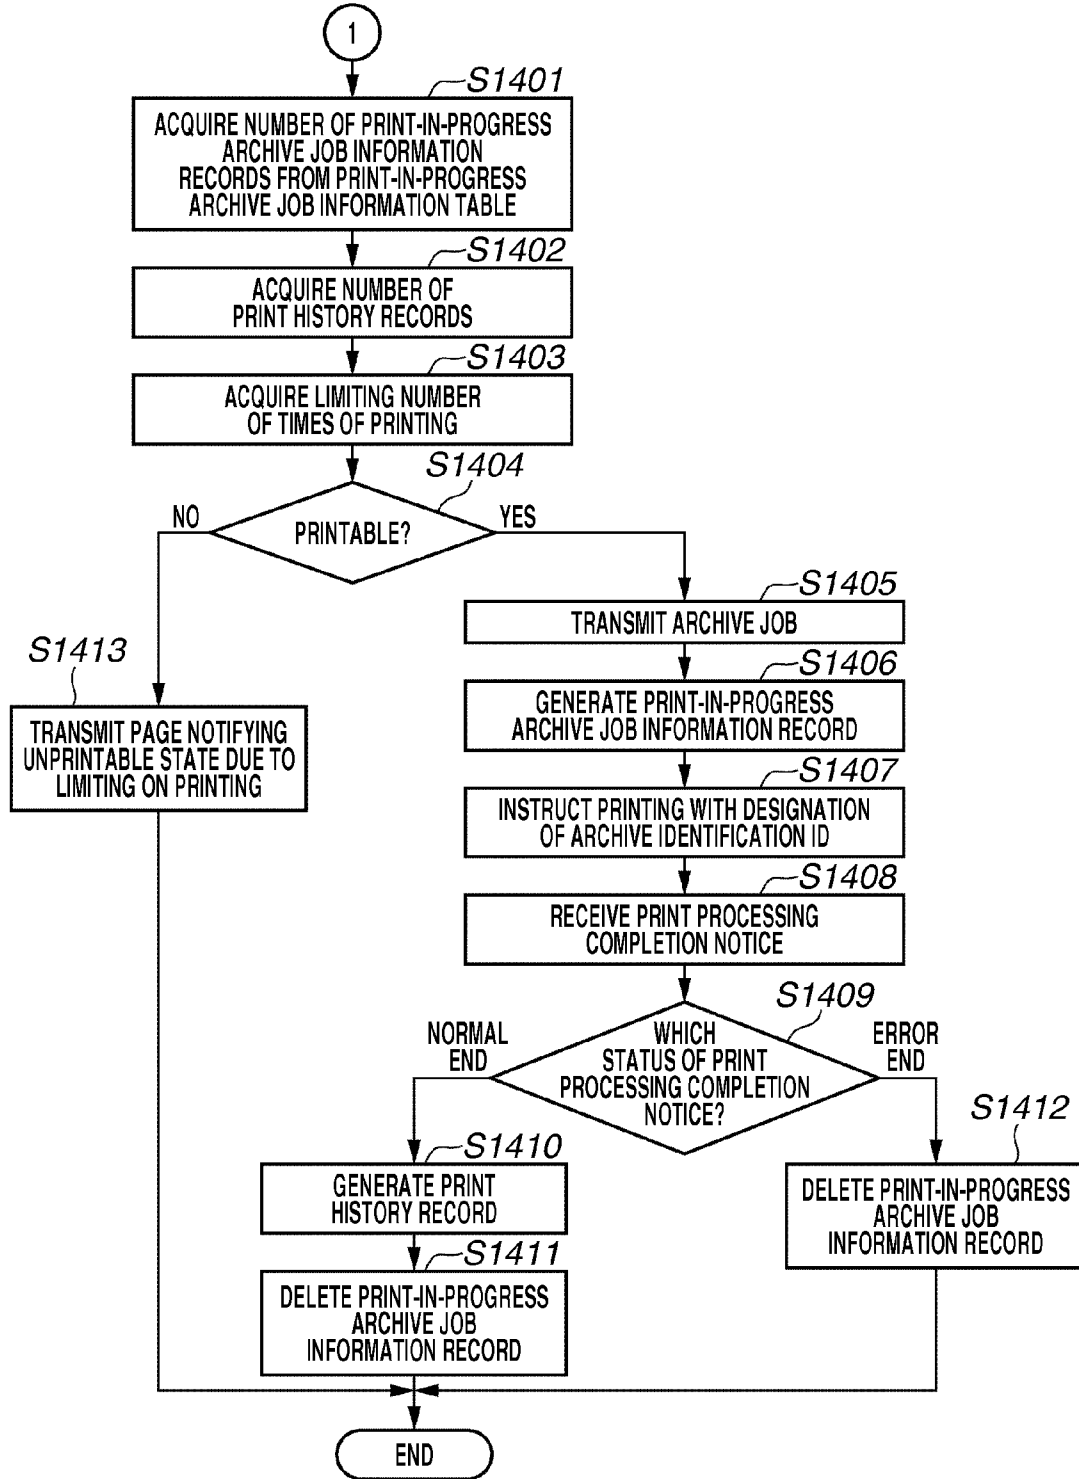 1
S1401
ACQUIRE NUMBER OF PRINT-IN-PROGRESS
ARCHIVE JOB INFORMATION
RECORDS FROM PRINT-IN-PROGRESS
ARCHIVE JOB INFORMATION TABLE
S1402
ACQUIRE NUMBER OF
PRINT HISTORY RECORDS
S1403
ACQUIRE LIMITING NUMBER
OF TIMES OF PRINTING
S1404
NO
PRINTABLE?
YES
S1405
TRANSMIT ARCHIVE JOB
S1413
TRANSMIT PAGE NOTIFYING
UNPRINTABLE STATE DUE TO
LIMITING ON PRINTING
S1406
GENERATE PRINT-IN-PROGRESS
ARCHIVE JOB INFORMATION RECORD
S1407
INSTRUCT PRINTING WITH DESIGNATION
OF ARCHIVE IDENTIFICATION ID
S1408
RECEIVE PRINT PROCESSING
COMPLETION NOTICE
S1409
NORMAL
END
WHICH
STATUS OF PRINT
PROCESSING COMPLETION
NOTICE?
ERROR
END
S1410
GENERATE PRINT
HISTORY RECORD
S1411
DELETE PRINT-IN-PROGRESS
ARCHIVE JOB
INFORMATION RECORD
S1412
DELETE PRINT-IN-PROGRESS
ARCHIVE JOB
INFORMATION RECORD
END